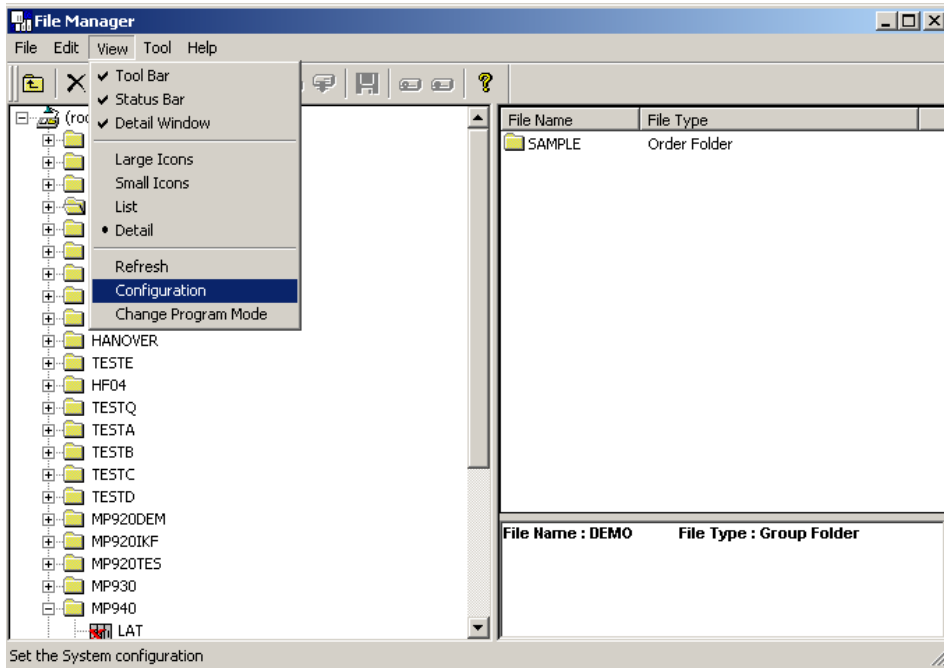 File Manager
File Edit View Tool Help
Tool Bar
Status Bar
Detail Window
Large Icons
Small Icons
List
Detail
Refresh
Configuration
Change Program Mode
(roo
HANOVER
TESTE
HF04
TESTQ
TESTA
TESTB
TESTC
TESTD
MP920DEM
MP920IKF
MP920TES
MP930
MP940
LAT
File Name File Type
SAMPLE Order Folder
File Name : DEMO File Type : Group Folder
Set the System configuration